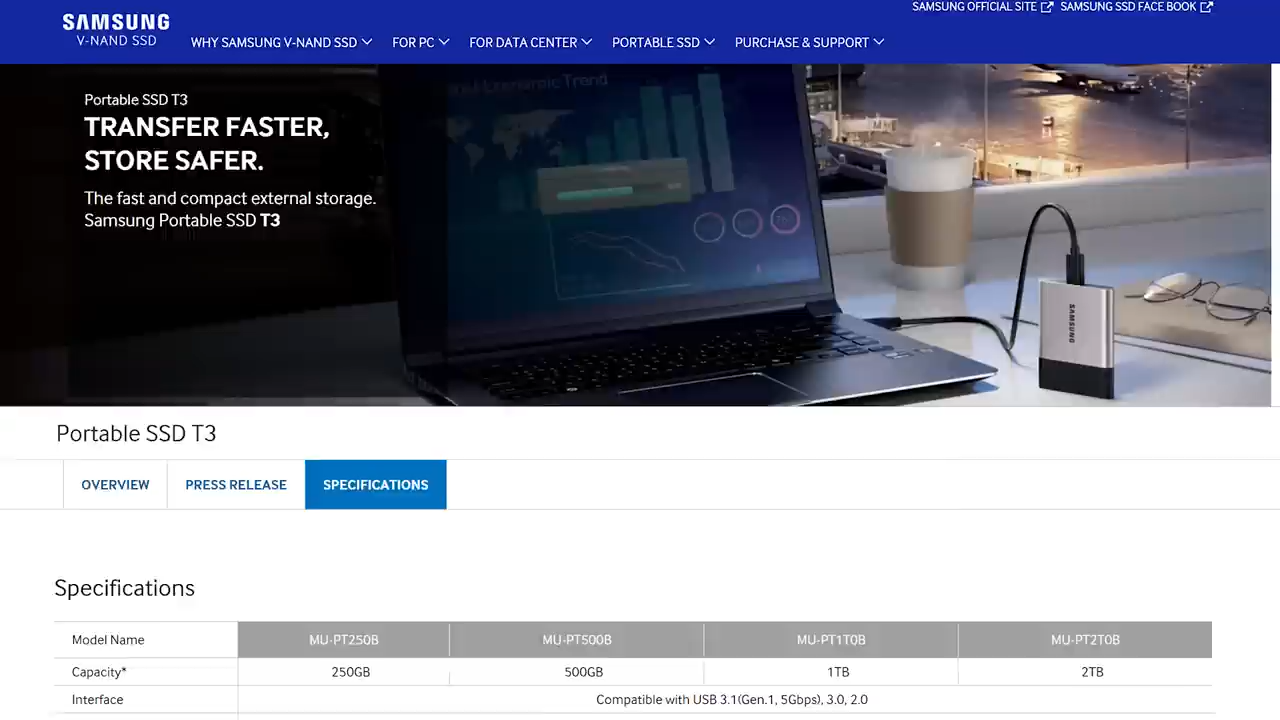 SAMSUNG OFFICIAL SITE SAMSUNG SSD FACE BOOK
SAMSUNG
V-NAND SSD
WHY SAMSUNG V-NAND SSD FOR PC FOR DATA CENTER PORTABLE SSD PURCHASE & SUPPORT
Portable SSD T3
TRANSFER FASTER,
STORE SAFER.
The fast and compact external storage.
Samsung Portable SSD T3
Trend
SAMSUNG
Portable SSD T3
OVERVIEW PRESS RELEASE SPECIFICATIONS
Specifications
Model Name MU-PT250B MU-PT500B MU-PT1T0B MU-PT2T0B
Capacity* 250GB 500GB 1TB 2TB
Interface Compatible with USB 3.1(Gen.1, 5Gbps), 3.0, 2.0